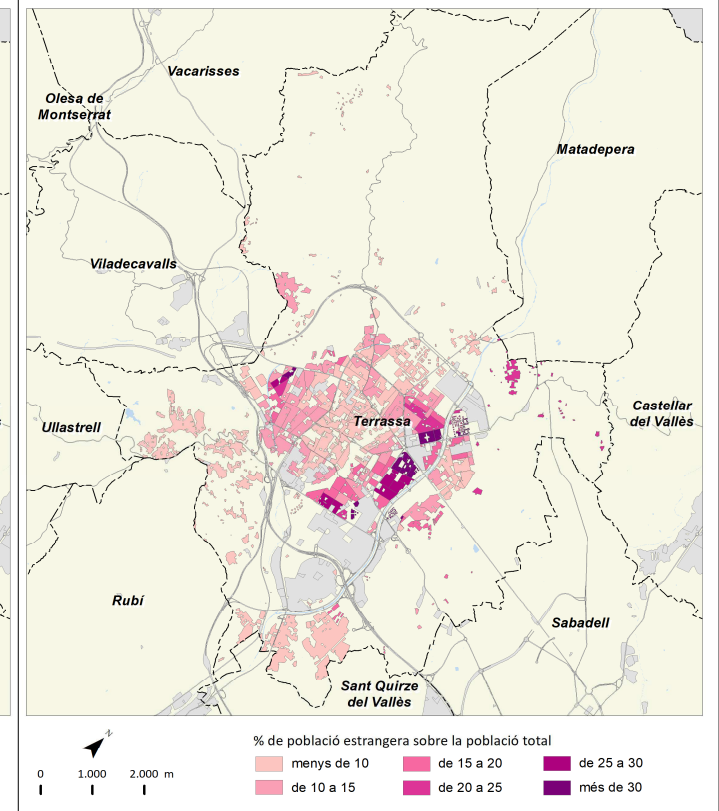 Vacarisses
Olesa de
Montserrat
Matadepera
Viladecavalls
Castellar
del Vallès
Terrassa
Ullastrell
Rubí
Sabadell
Sant Quirze
del Vallès
N
% de població estrangera sobre la població total
menys de 10
de 15 a 20
de 25 a 30
0 1.000 2.000 m
de 10 a 15
de 20 a 25
més de 30